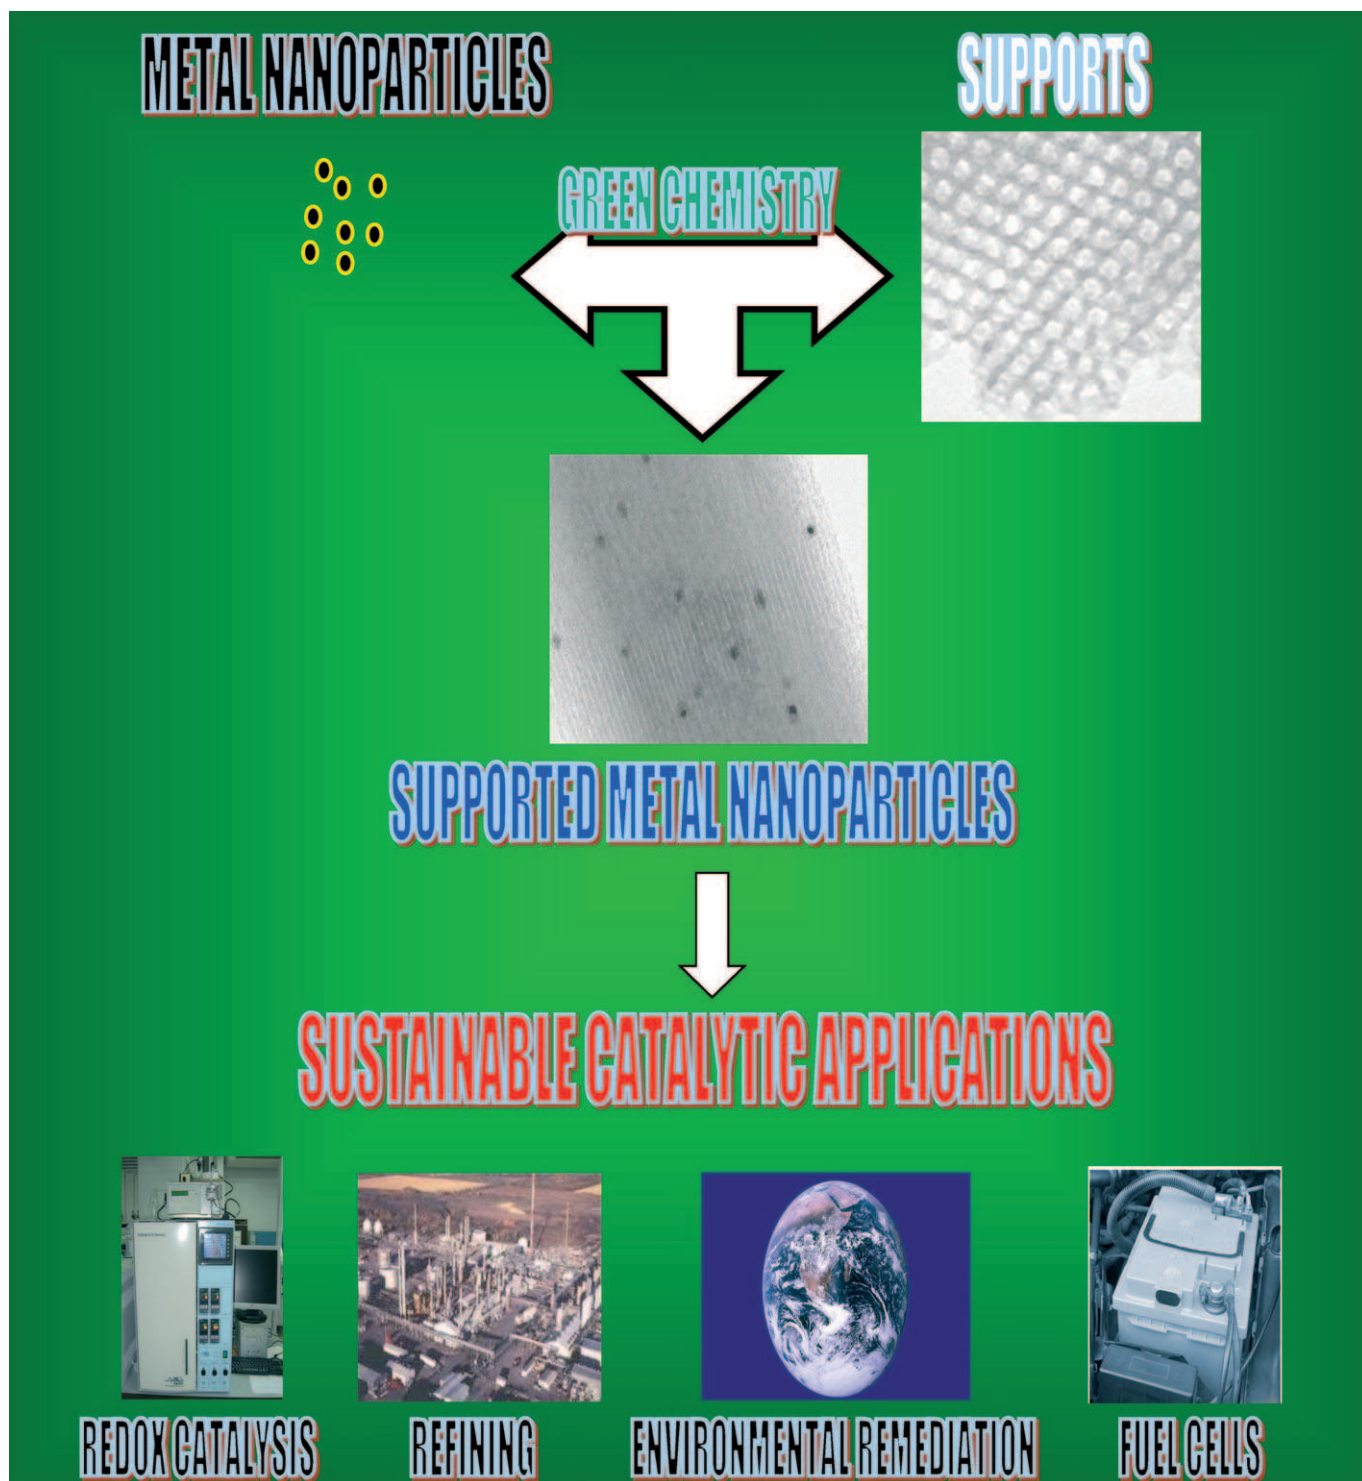 METAL NANOPARTICLES
SUPPORTS
GREEN CHEMISTRY
SUPPORTED METAL NANOPARTICLES
SUSTAINABLE CATALYTIC APPLICATIONS
REDOX CATALYSIS
REFINING
ENVIRONMENTAL REMEDIATION
FUEL CELLS